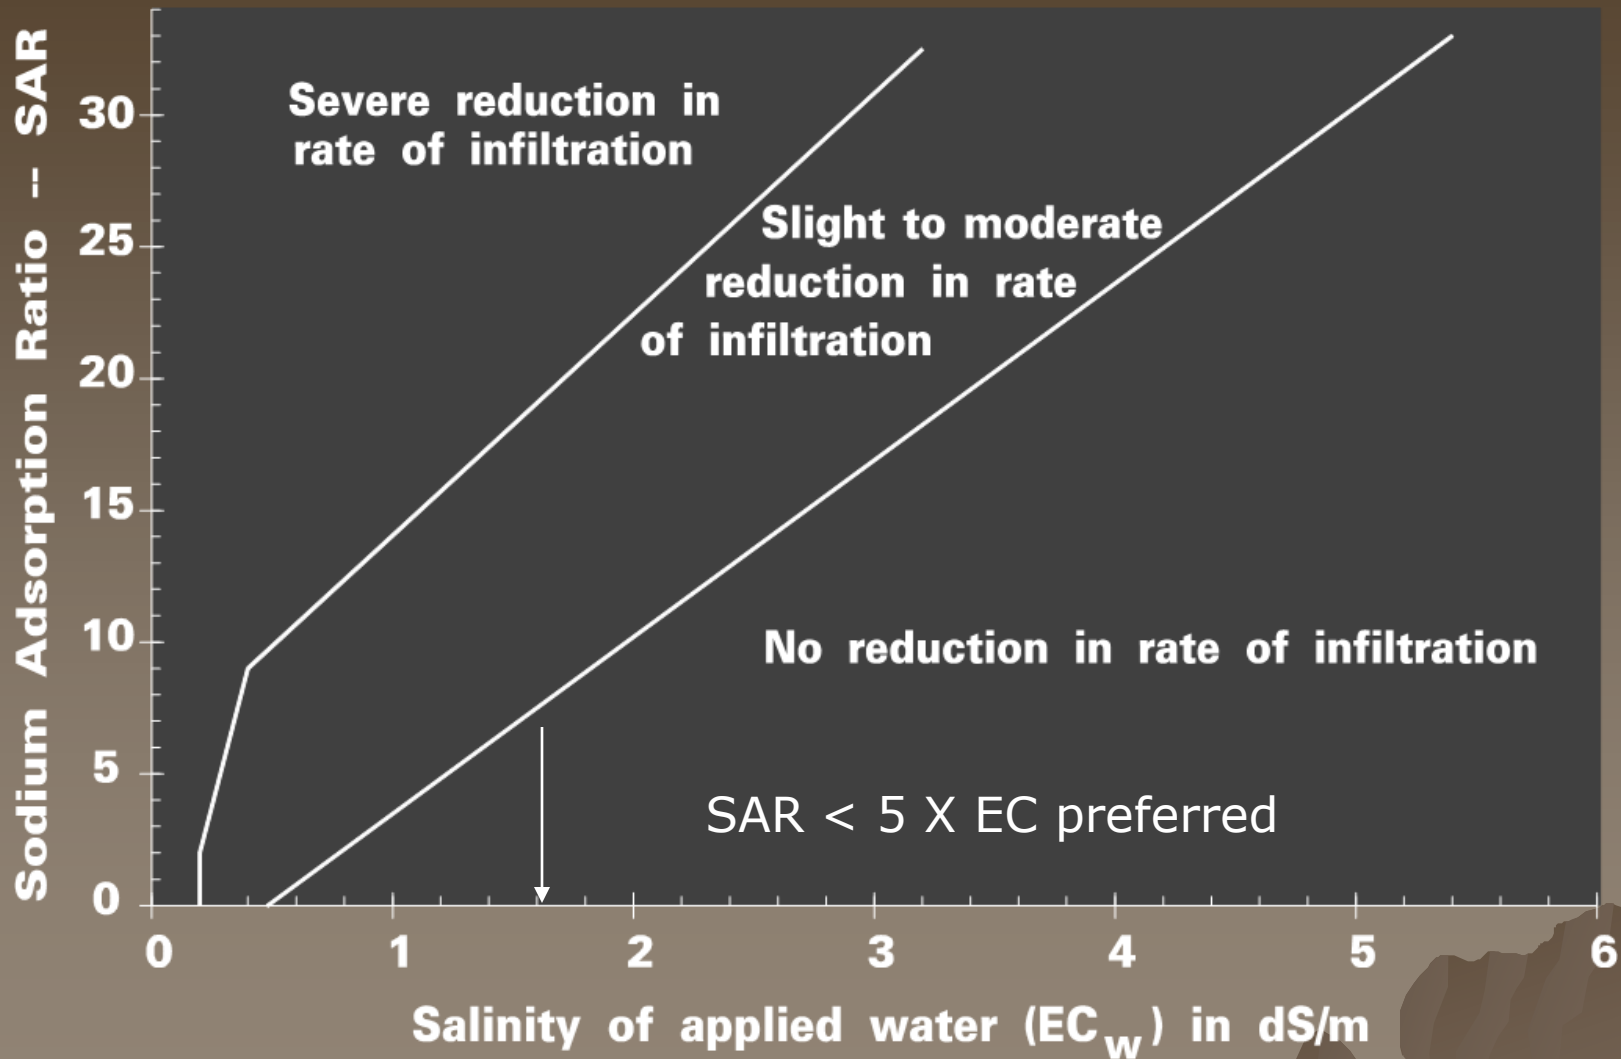 Sodium Adsorption Ratio -- SAR
30
25
20
15
10
5
0
Severe reduction in
rate of infiltration
Slight to moderate
reduction in rate
of infiltration
No reduction in rate of infiltration
SAR < 5 X EC preferred
0 1 2 3 4 5 6
Salinity of applied water (ECw) in dS/m